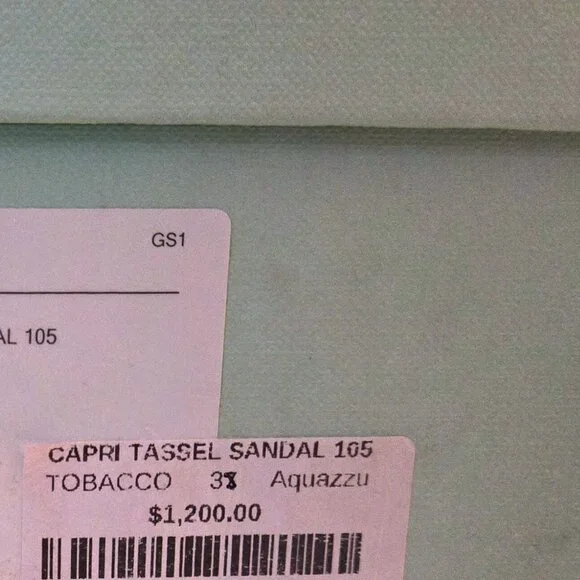 GS1
AL 105
CAPRI TASSEL SANDAL 105
TOBACCO Aquazzu
$1,200.00